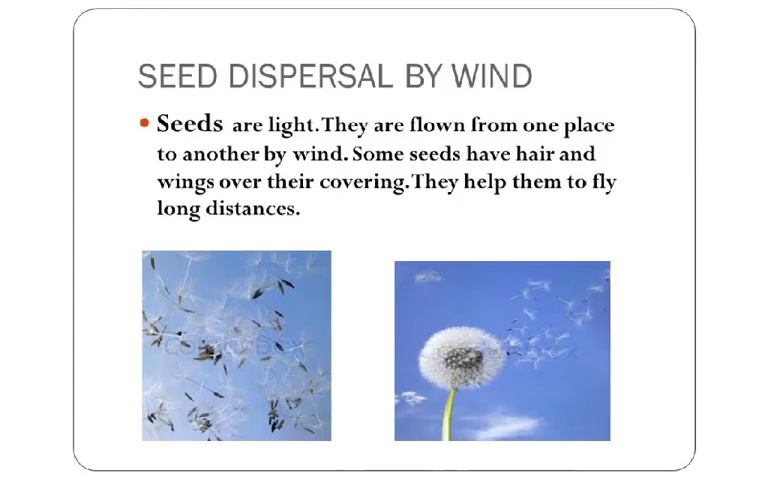 SEED DISPERSAL BY WIND
• Seeds are light.They are flown from one place
to another by wind. Some seeds have hair and
wings over their covering.They help them to fly
long distances.